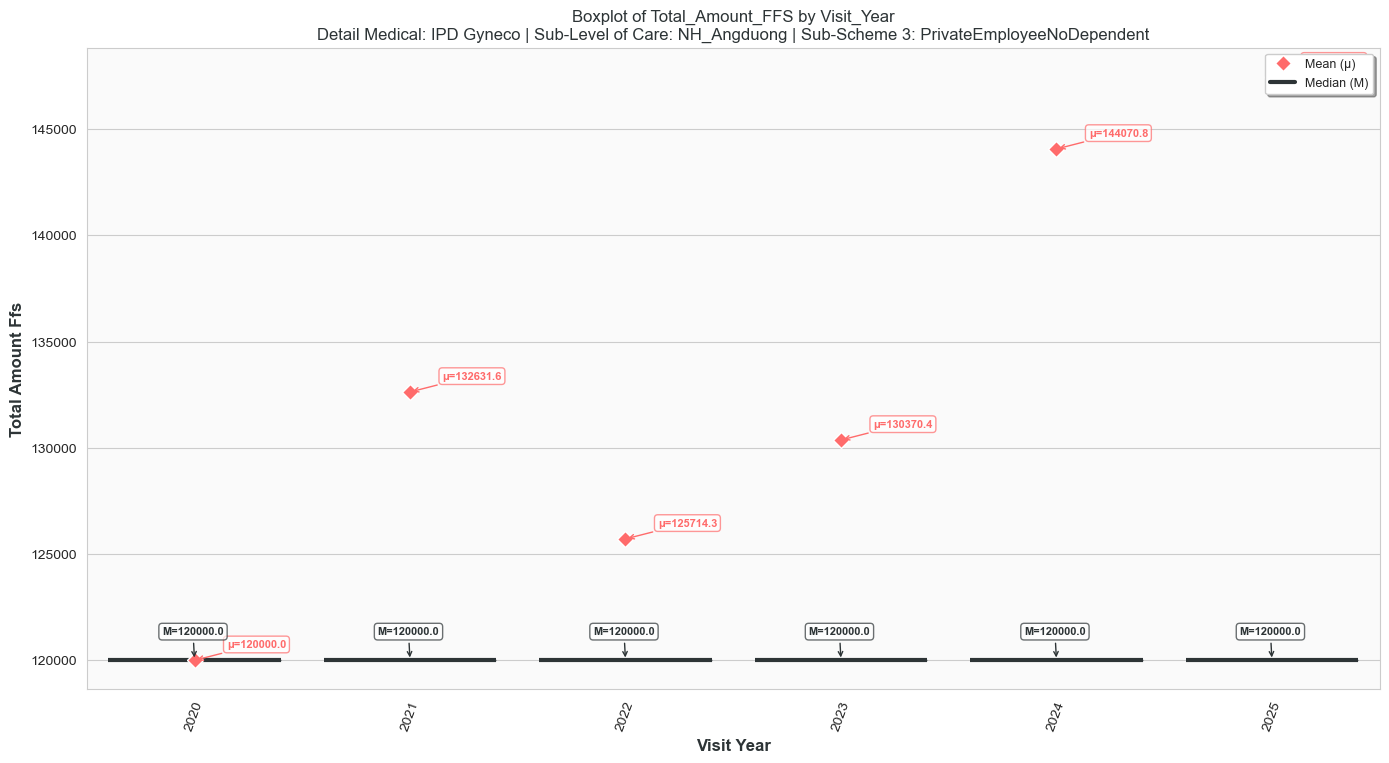 Boxplot of Total_Amount_FFS by Visit_Year
Detail Medical: IPD Gyneco | Sub-Level of Care: NH_Angduong | Sub-Scheme 3: PrivateEmployeeNoDependent
Mean (μ)
Median (M)
145000
μ=144070.8
140000
135000
μ=132631.6
130000
μ=130370.4
125000
μ=125714.3
120000
M=120000.0
μ=120000.0
M=120000.0
M=120000.0
M=120000.0
M=120000.0
M=120000.0
Total Amount Ffs
2020
2021
2022
2023
2024
2025
Visit Year